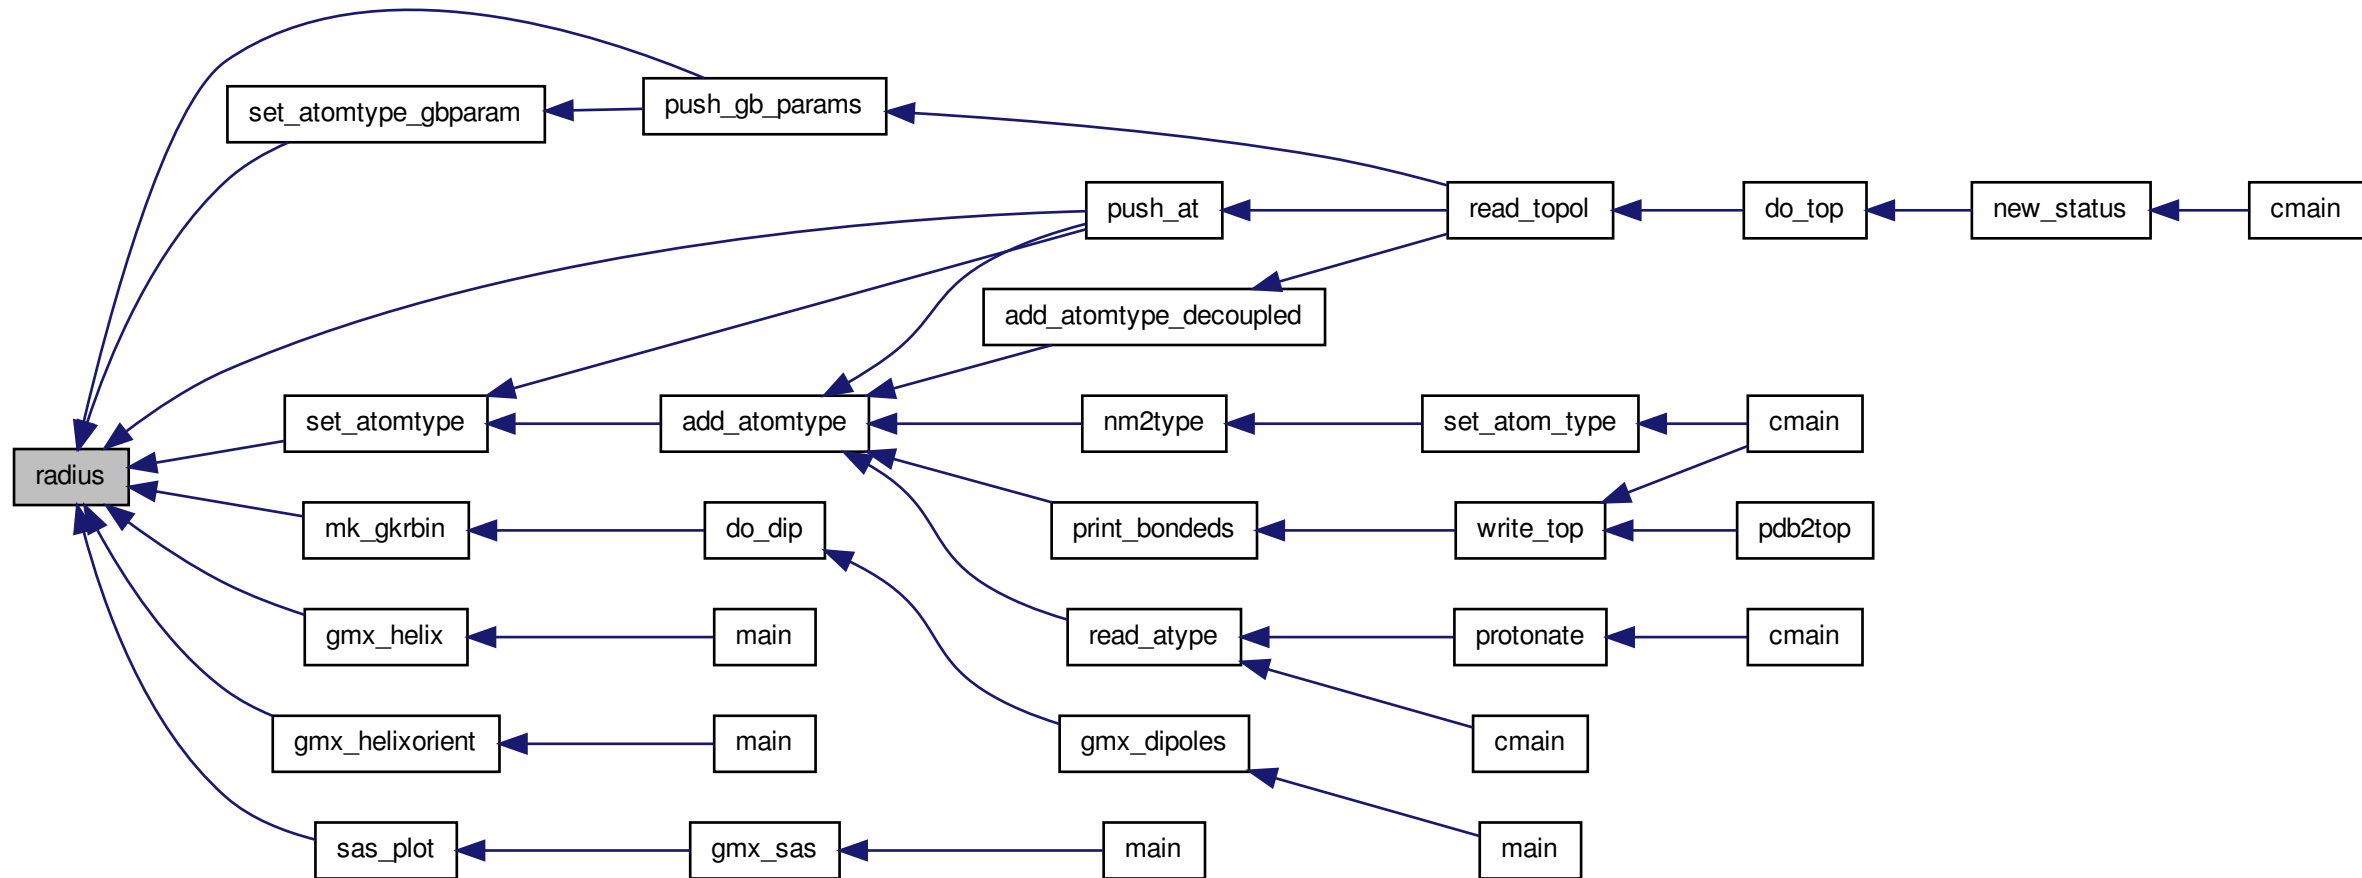 set_atomtype_gbparam
push_gb_params
push_at
read_topol
do_top
new_status
cmain
add_atomtype_decoupled
set_atomtype
add_atomtype
nm2type
set_atom_type
cmain
radius
mk_gkrbin
do_dip
print_bondeds
write_top
pdb2top
gmx_helix
main
read_atype
protonate
cmain
gmx_helixorient
main
gmx_dipoles
cmain
sas_plot
gmx_sas
main
main